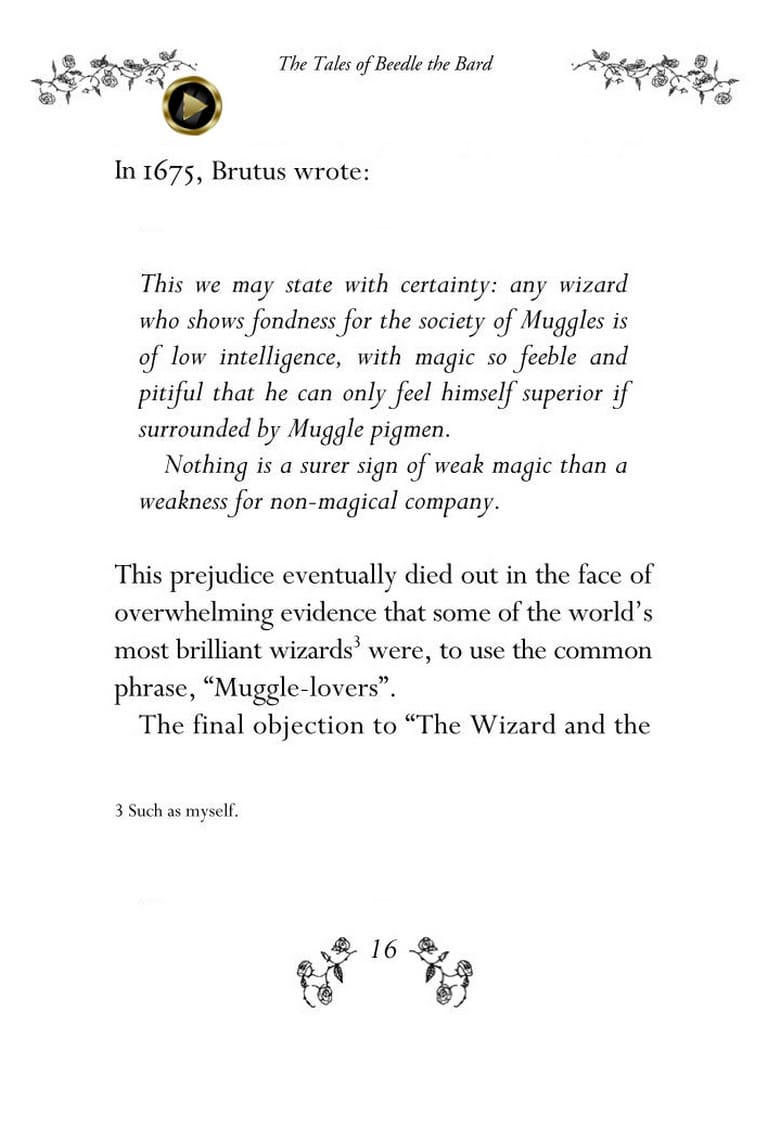 The Tales of Beedle the Bard
In 1675, Brutus wrote:
This we may state with certainty: any wizard
who shows fondness for the society of Muggles is
of low intelligence, with magic so feeble and
pitiful that he can only feel himself superior if
surrounded by Muggle pigmen.
Nothing is a surer sign of weak magic than a
weakness for non-magical company.
This prejudice eventually died out in the face of
overwhelming evidence that some of the world’s
most brilliant wizards³ were, to use the common
phrase, “Muggle-lovers”.
The final objection to “The Wizard and the
3 Such as myself.
16